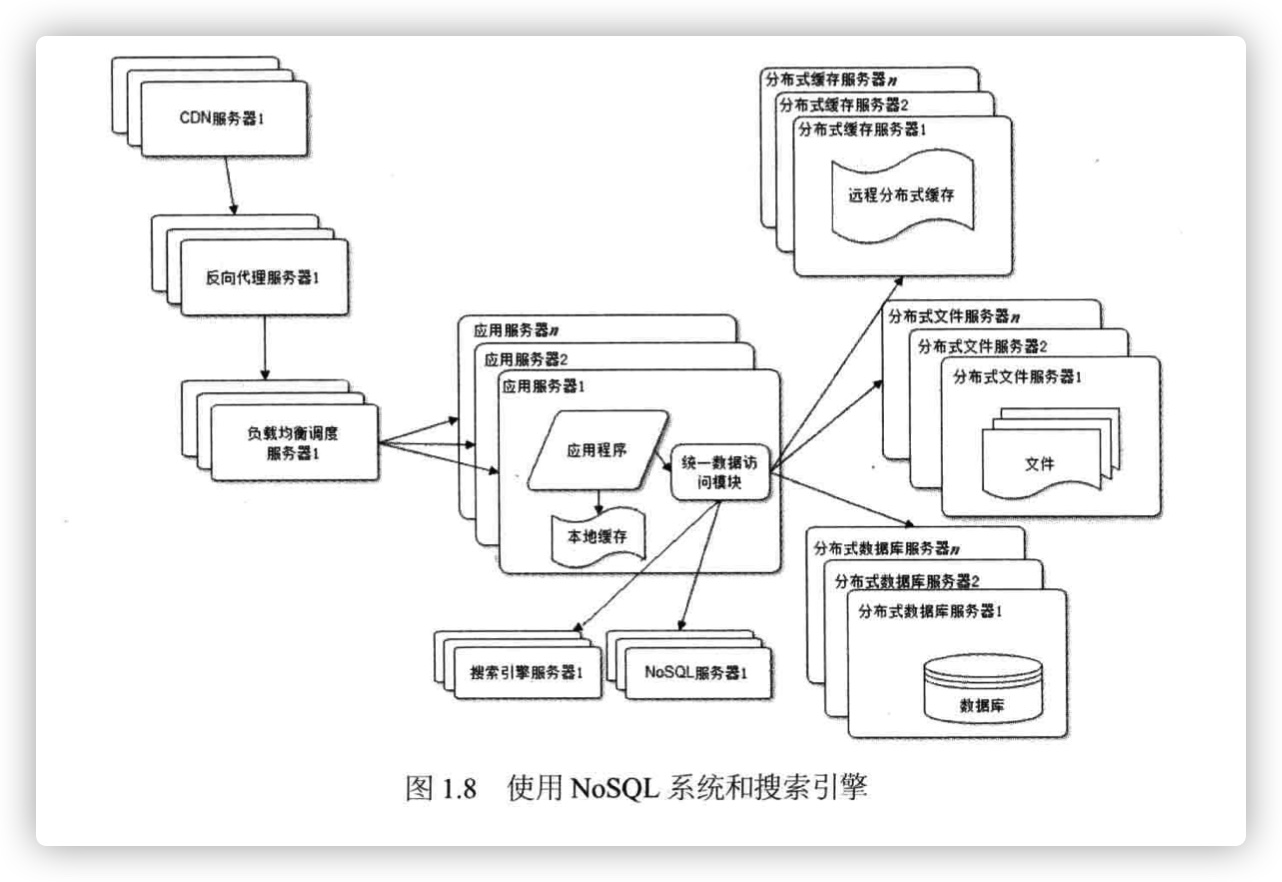 CDN服务器1
反向代理服务器1
负载均衡调度
服务器1
应用服务器n
应用服务器2
应用服务器1
应用程序
统一数据访
问模块
本地缓存
搜索引擎服务器1
NoSQL服务器1
分布式缓存服务器n
分布式缓存服务器2
分布式缓存服务器1
远程分布式缓存
分布式文件服务器n
分布式文件服务器2
分布式文件服务器1
文件
分布式数据库服务器n
分布式数据库服务器2
分布式数据库服务器1
数据库
图 1.8 使用 NoSQL 系统和搜索引擎